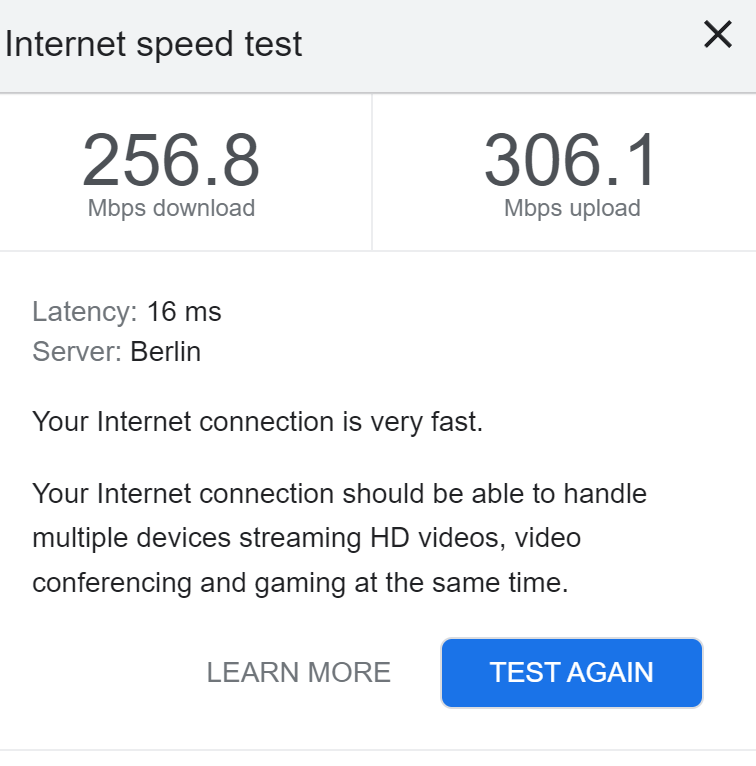 Internet speed test
256.8
Mbps download
306.1
Mbps upload
Latency: 16 ms
Server: Berlin
Your Internet connection is very fast.
Your Internet connection should be able to handle
multiple devices streaming HD videos, video
conferencing and gaming at the same time.
LEARN MORE
TEST AGAIN